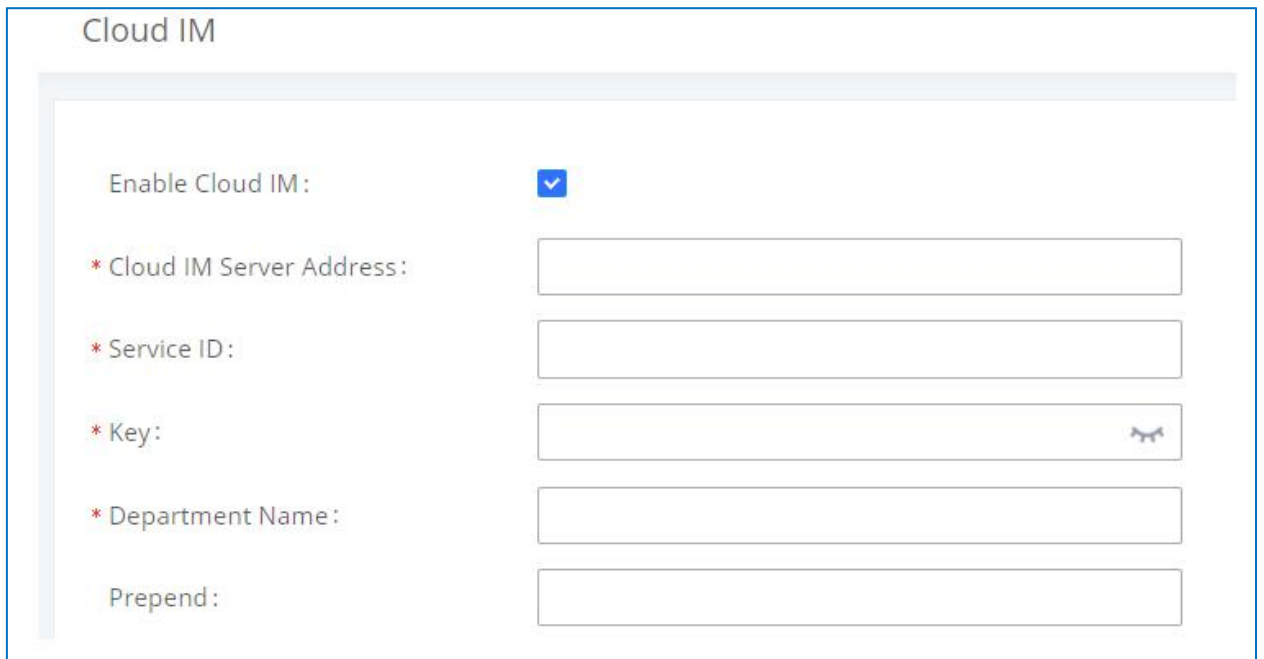 Cloud IM
Enable Cloud IM:
* Cloud IM Server Address:
* Service ID:
* Key:
* Department Name:
Prepend: